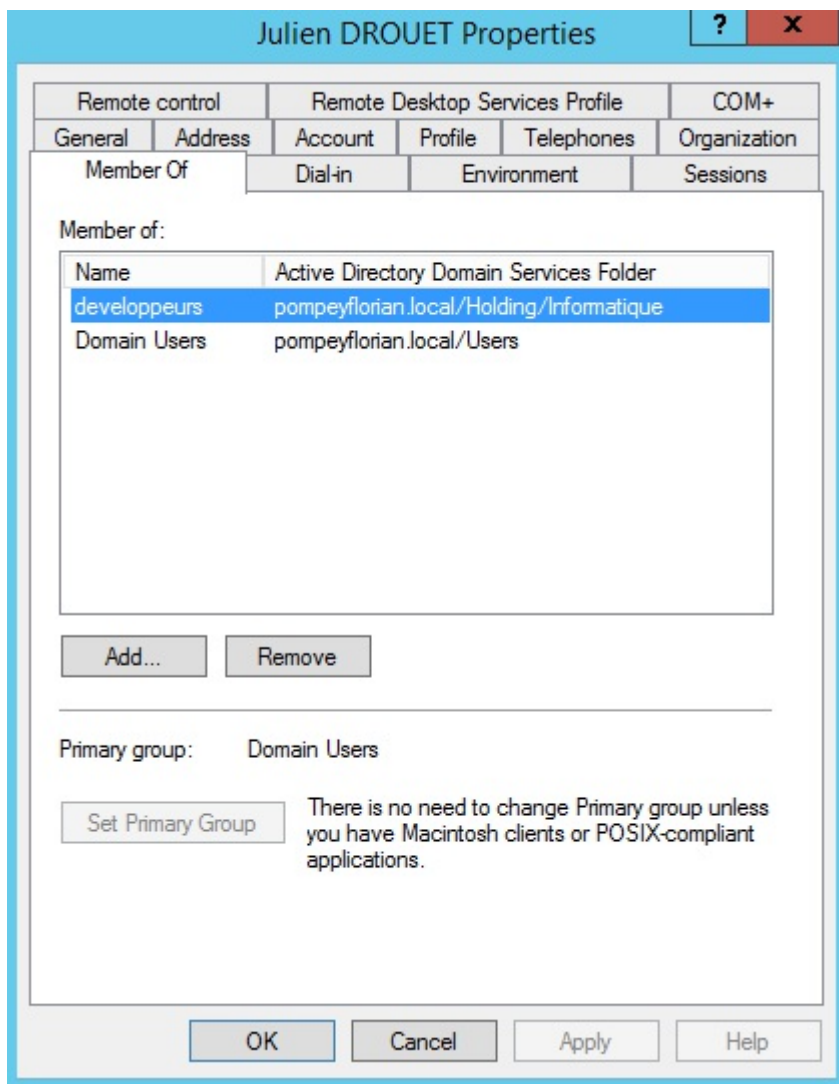 Julien DROUET Properties
? x
Remote control Remote Desktop Services Profile COM+
General Address Account Profile Telephones Organization
Member Of Dial-in Environment Sessions
Member of:
Name Active Directory Domain Services Folder
developpeurs pompeyflorian.local/Holding/Informatique
Domain Users pompeyflorian.local/Users
Add... Remove
Primary group: Domain Users
Set Primary Group
There is no need to change Primary group unless
you have Macintosh clients or POSIX-compliant
applications.
OK Cancel Apply Help